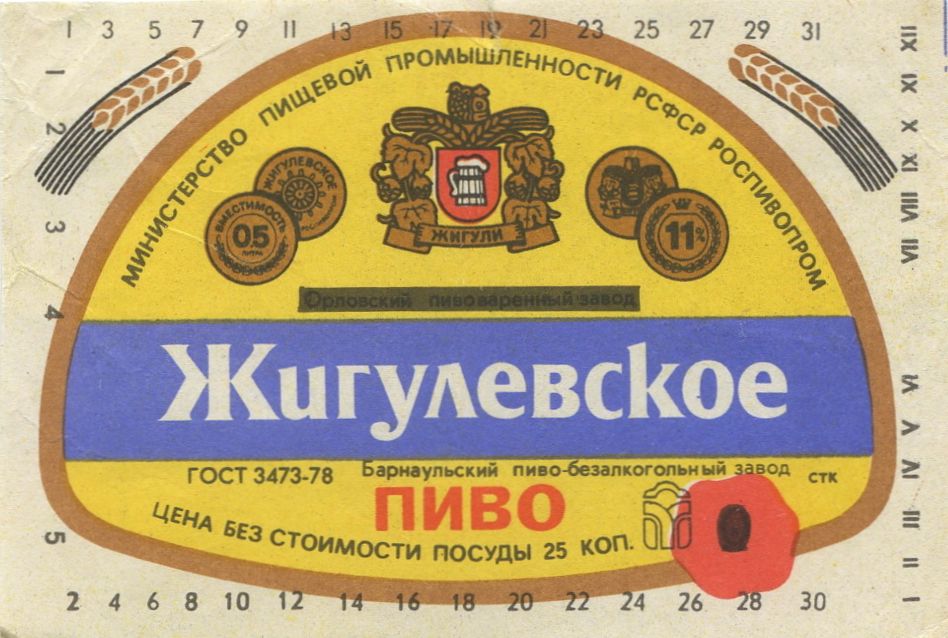 1 3 5 7 9 11 13 15 17 19 21 23 25 27 29 31
1
2
3
4
5
XII
XI
X
IX
VIII
VII
VI
V
IV
III
II
I
МИНИСТЕРСТВО ПИЩЕВОЙ ПРОМЫШЛЕННОСТИ РСФСР РОСПИВОПРОМ
ЖИГУЛЕВСКОЕ
ВМЕСТИМОСТЬ
0,5
ЛИТРА
ЖИГУЛИ
11%
Орловский пивоваренный завод
Жигулевское
ГОСТ 3473-78
Барнаульский пиво-безалкогольный завод
СТК
ПИВО
ЦЕНА БЕЗ СТОИМОСТИ ПОСУДЫ 25 КОП.
2 4 6 8 10 12 14 16 18 20 22 24 26 28 30